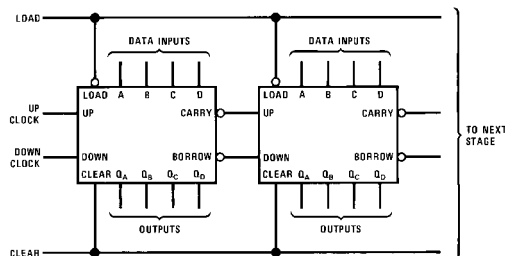 LOAD
DATA INPUTS
DATA INPUTS
LOAD A B C D
LOAD A B C D
UP CLOCK
UP
CARRY
UP
CARRY
TO NEXT STAGE
DOWN CLOCK
DOWN
BORROW
DOWN
BORROW
CLEAR QA QB QC QD
CLEAR QA QB QC QD
OUTPUTS
OUTPUTS
CLEAR